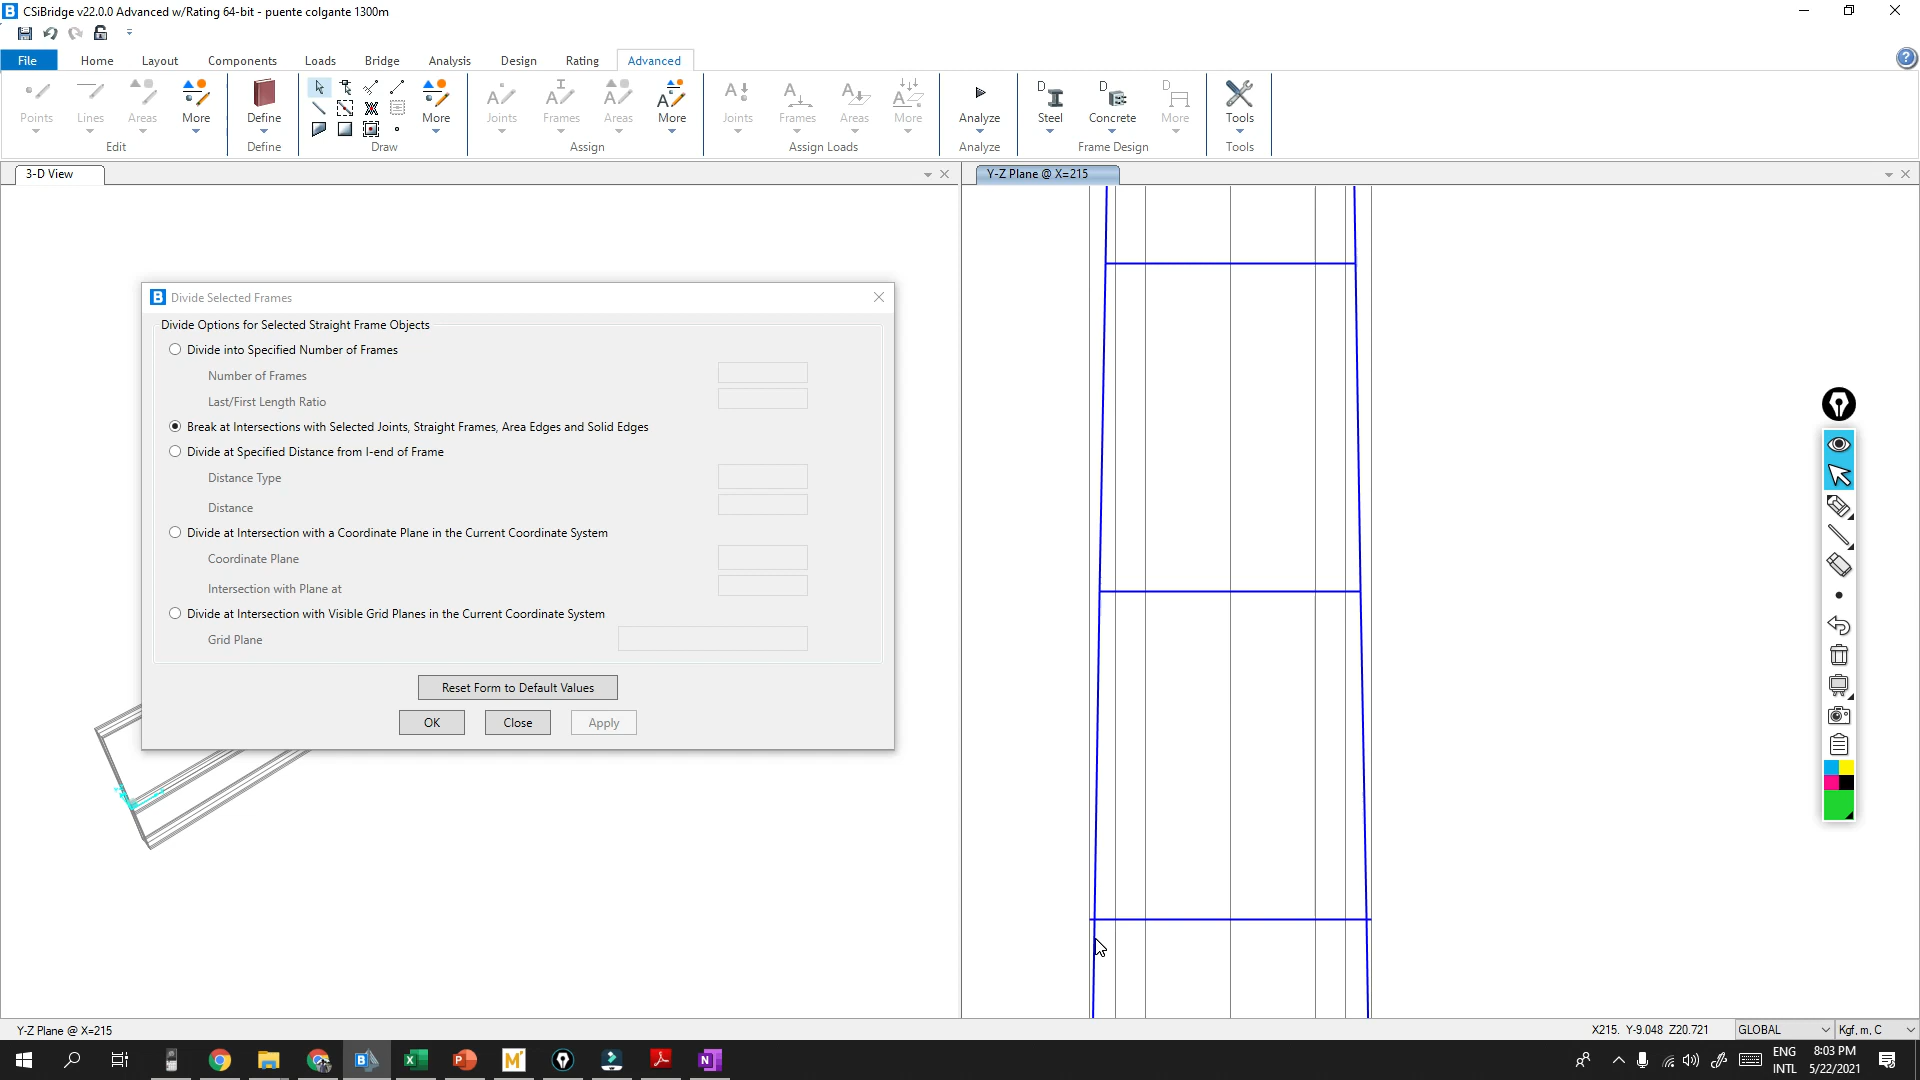 CSiBridge v22.0.0 Advanced w/Rating 64-bit - puente colgante 1300m
File Home Layout Components Loads Bridge Analysis Design Rating Advanced
Points Lines Areas More Define More Joints Frames Areas More Joints Frames Areas More Analyze Steel Concrete More Tools
Edit Define Draw Assign Assign Loads Analyze Frame Design Tools
3-D View
Y-Z Plane @ X=215
Divide Selected Frames
Divide Options for Selected Straight Frame Objects
Divide into Specified Number of Frames
Number of Frames
Last/First Length Ratio
Break at Intersections with Selected Joints, Straight Frames, Area Edges and Solid Edges
Divide at Specified Distance from I-end of Frame
Distance Type
Distance
Divide at Intersection with a Coordinate Plane in the Current Coordinate System
Coordinate Plane
Intersection with Plane at
Divide at Intersection with Visible Grid Planes in the Current Coordinate System
Grid Plane
Reset Form to Default Values
OK Close Apply
Y-Z Plane @ X=215
X215. Y-9.048 Z20.721
GLOBAL
Kgf, m, C
ENG
INTL
8:03 PM
5/22/2021